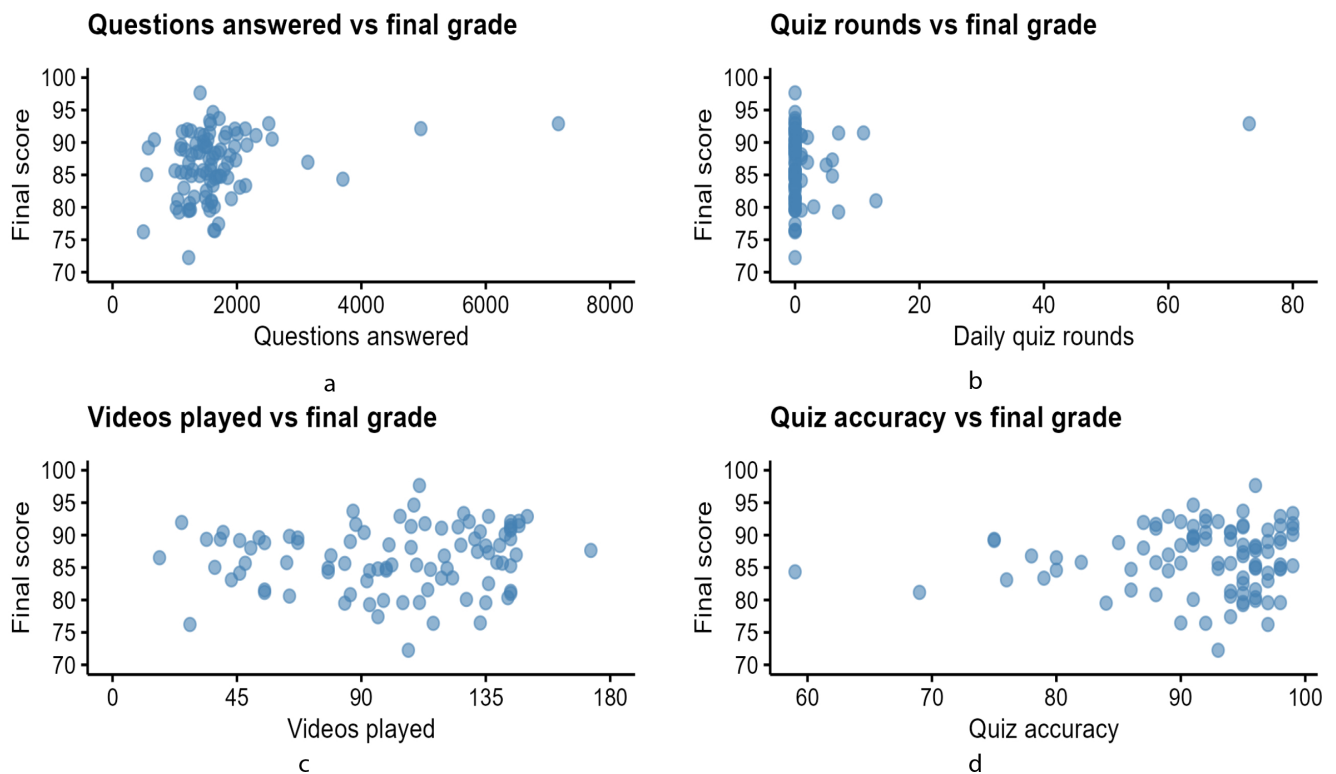 Questions answered vs final grade
100
95
90
85
80
75
70
Final score
0 2000 4000 6000 8000
Questions answered
a
Quiz rounds vs final grade
100
95
90
85
80
75
70
Final score
0 20 40 60 80
Daily quiz rounds
b
Videos played vs final grade
100
95
90
85
80
75
70
Final score
0 45 90 135 180
Videos played
c
Quiz accuracy vs final grade
100
95
90
85
80
75
70
Final score
60 70 80 90 100
Quiz accuracy
d